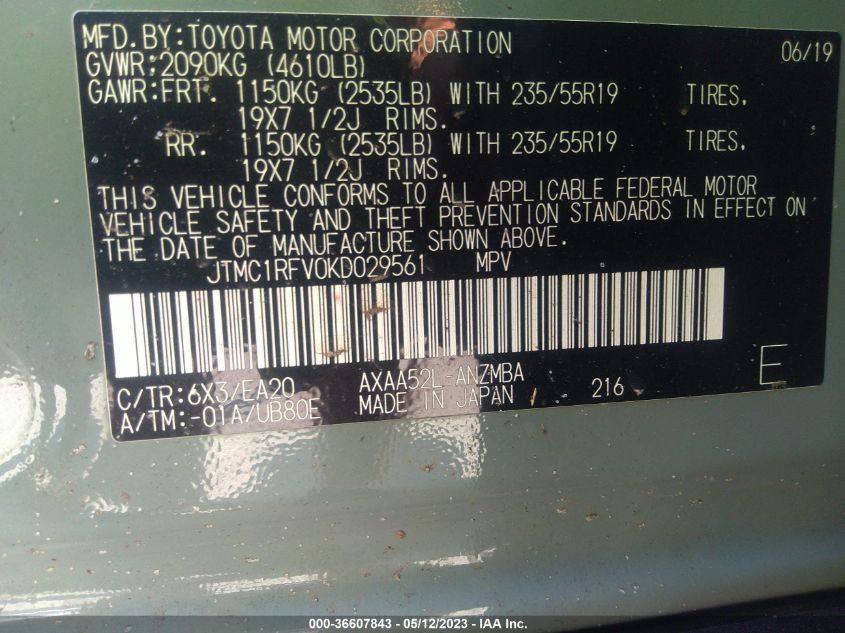 MFD.BY:TOYOTA MOTOR CORPORATION 06/19
GVWR:2090KG (4610LB)
GAWR:FRT. 1150KG (2535LB) WITH 235/55R19 TIRES.
19X7 1/2J RIMS.
RR. 1150KG (2535LB) WITH 235/55R19 TIRES.
19X7 1/2J RIMS.
THIS VEHICLE CONFORMS TO ALL APPLICABLE FEDERAL MOTOR
VEHICLE SAFETY AND THEFT PREVENTION STANDARDS IN EFFECT ON
THE DATE OF MANUFACTURE SHOWN ABOVE.
JTMC1RFV0KD029561 MPV
C/TR:6X3/EA20 AXAA52L-ANZMBA
A/TM:-01A/UB80E MADE IN JAPAN 216 E
000-36607843 - 05/12/2023 - IAA Inc.